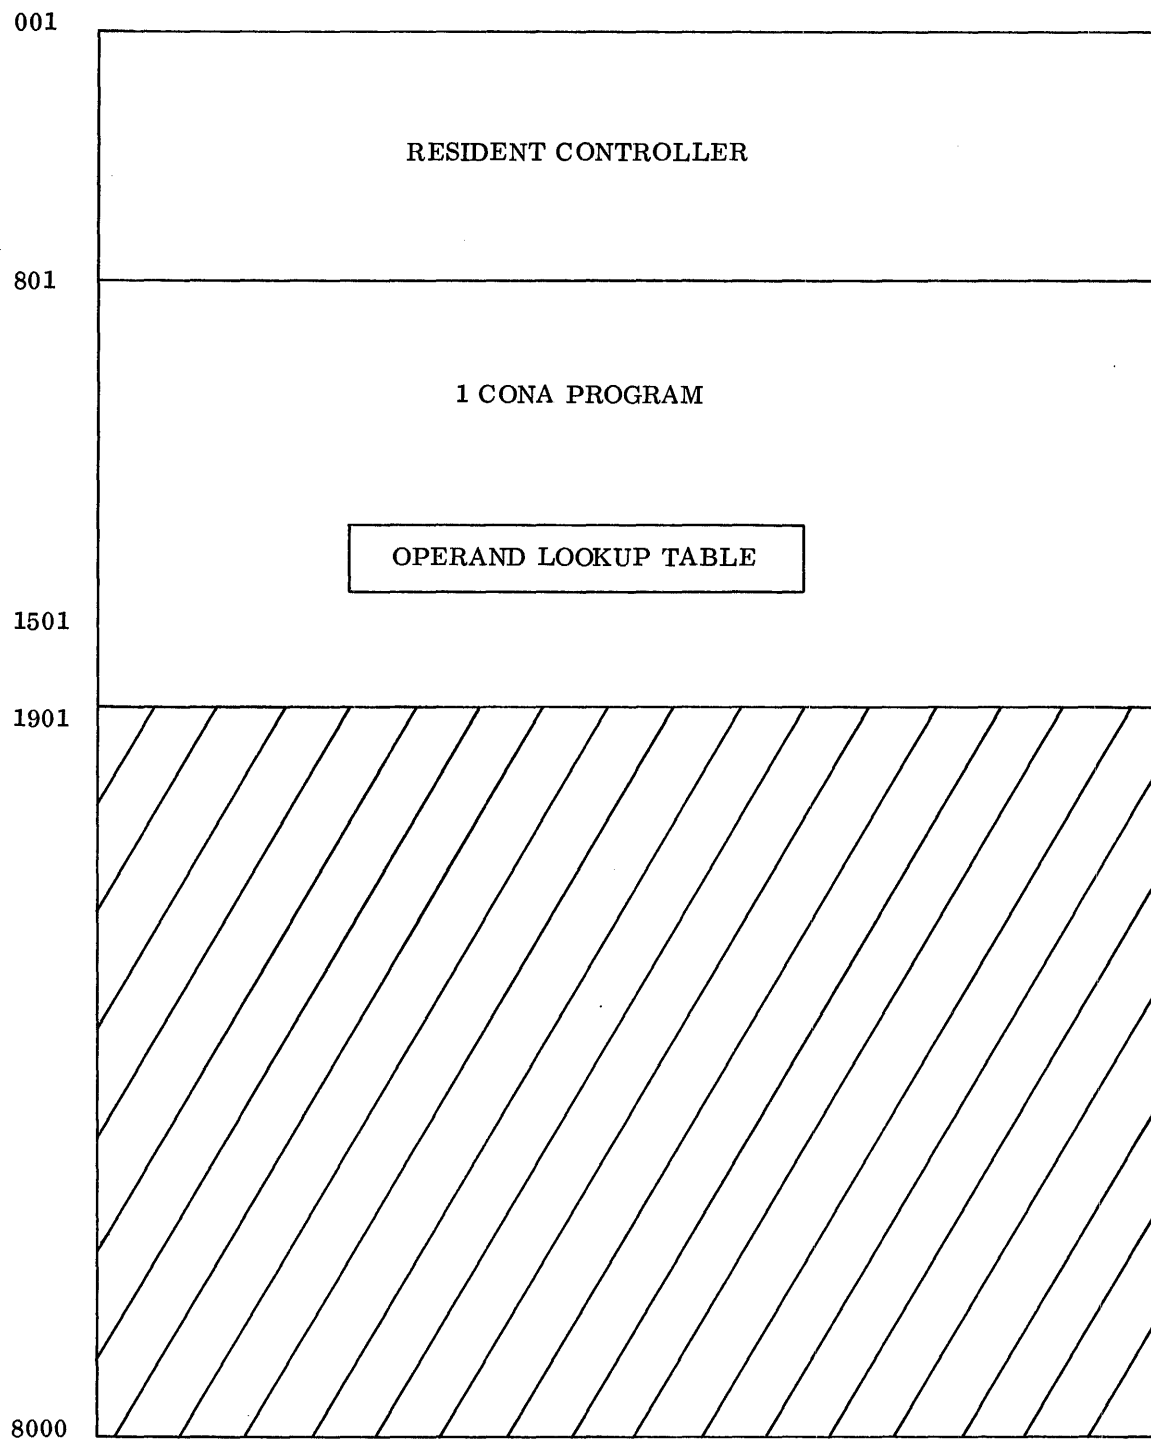 001
RESIDENT CONTROLLER
801
1 CONA PROGRAM
OPERAND LOOKUP TABLE
1501
1901
8000